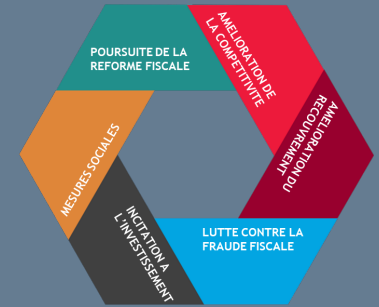 POURSUITE DE LA
REFORME FISCALE
AMELIORATION DE
LA COMPETITIVITE
AMELIORATION DU
RECOUVREMENT
LUTTE CONTRE LA
FRAUDE FISCALE
INCITATION A
L'INVESTISSEMENT
MESURES SOCIALES